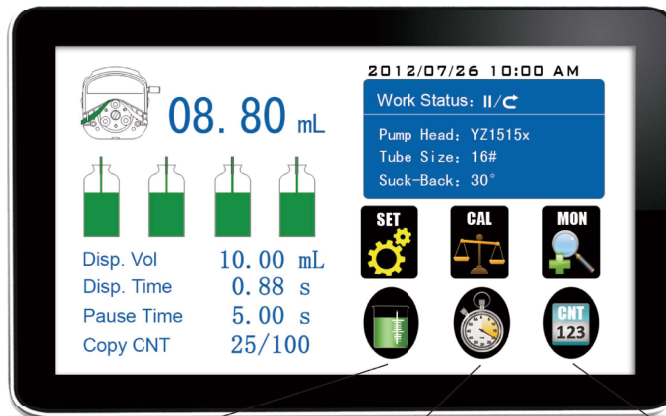 2012/07/26 10:00 AM
08.80 mL
Work Status: II/
Pump Head: YZ1515x
Tube Size: 16#
Suck-Back: 30°
SET
CAL
MON
Disp. Vol 10.00 mL
Disp. Time 0.88 s
Pause Time 5.00 s
Copy CNT 25/100
CNT
123